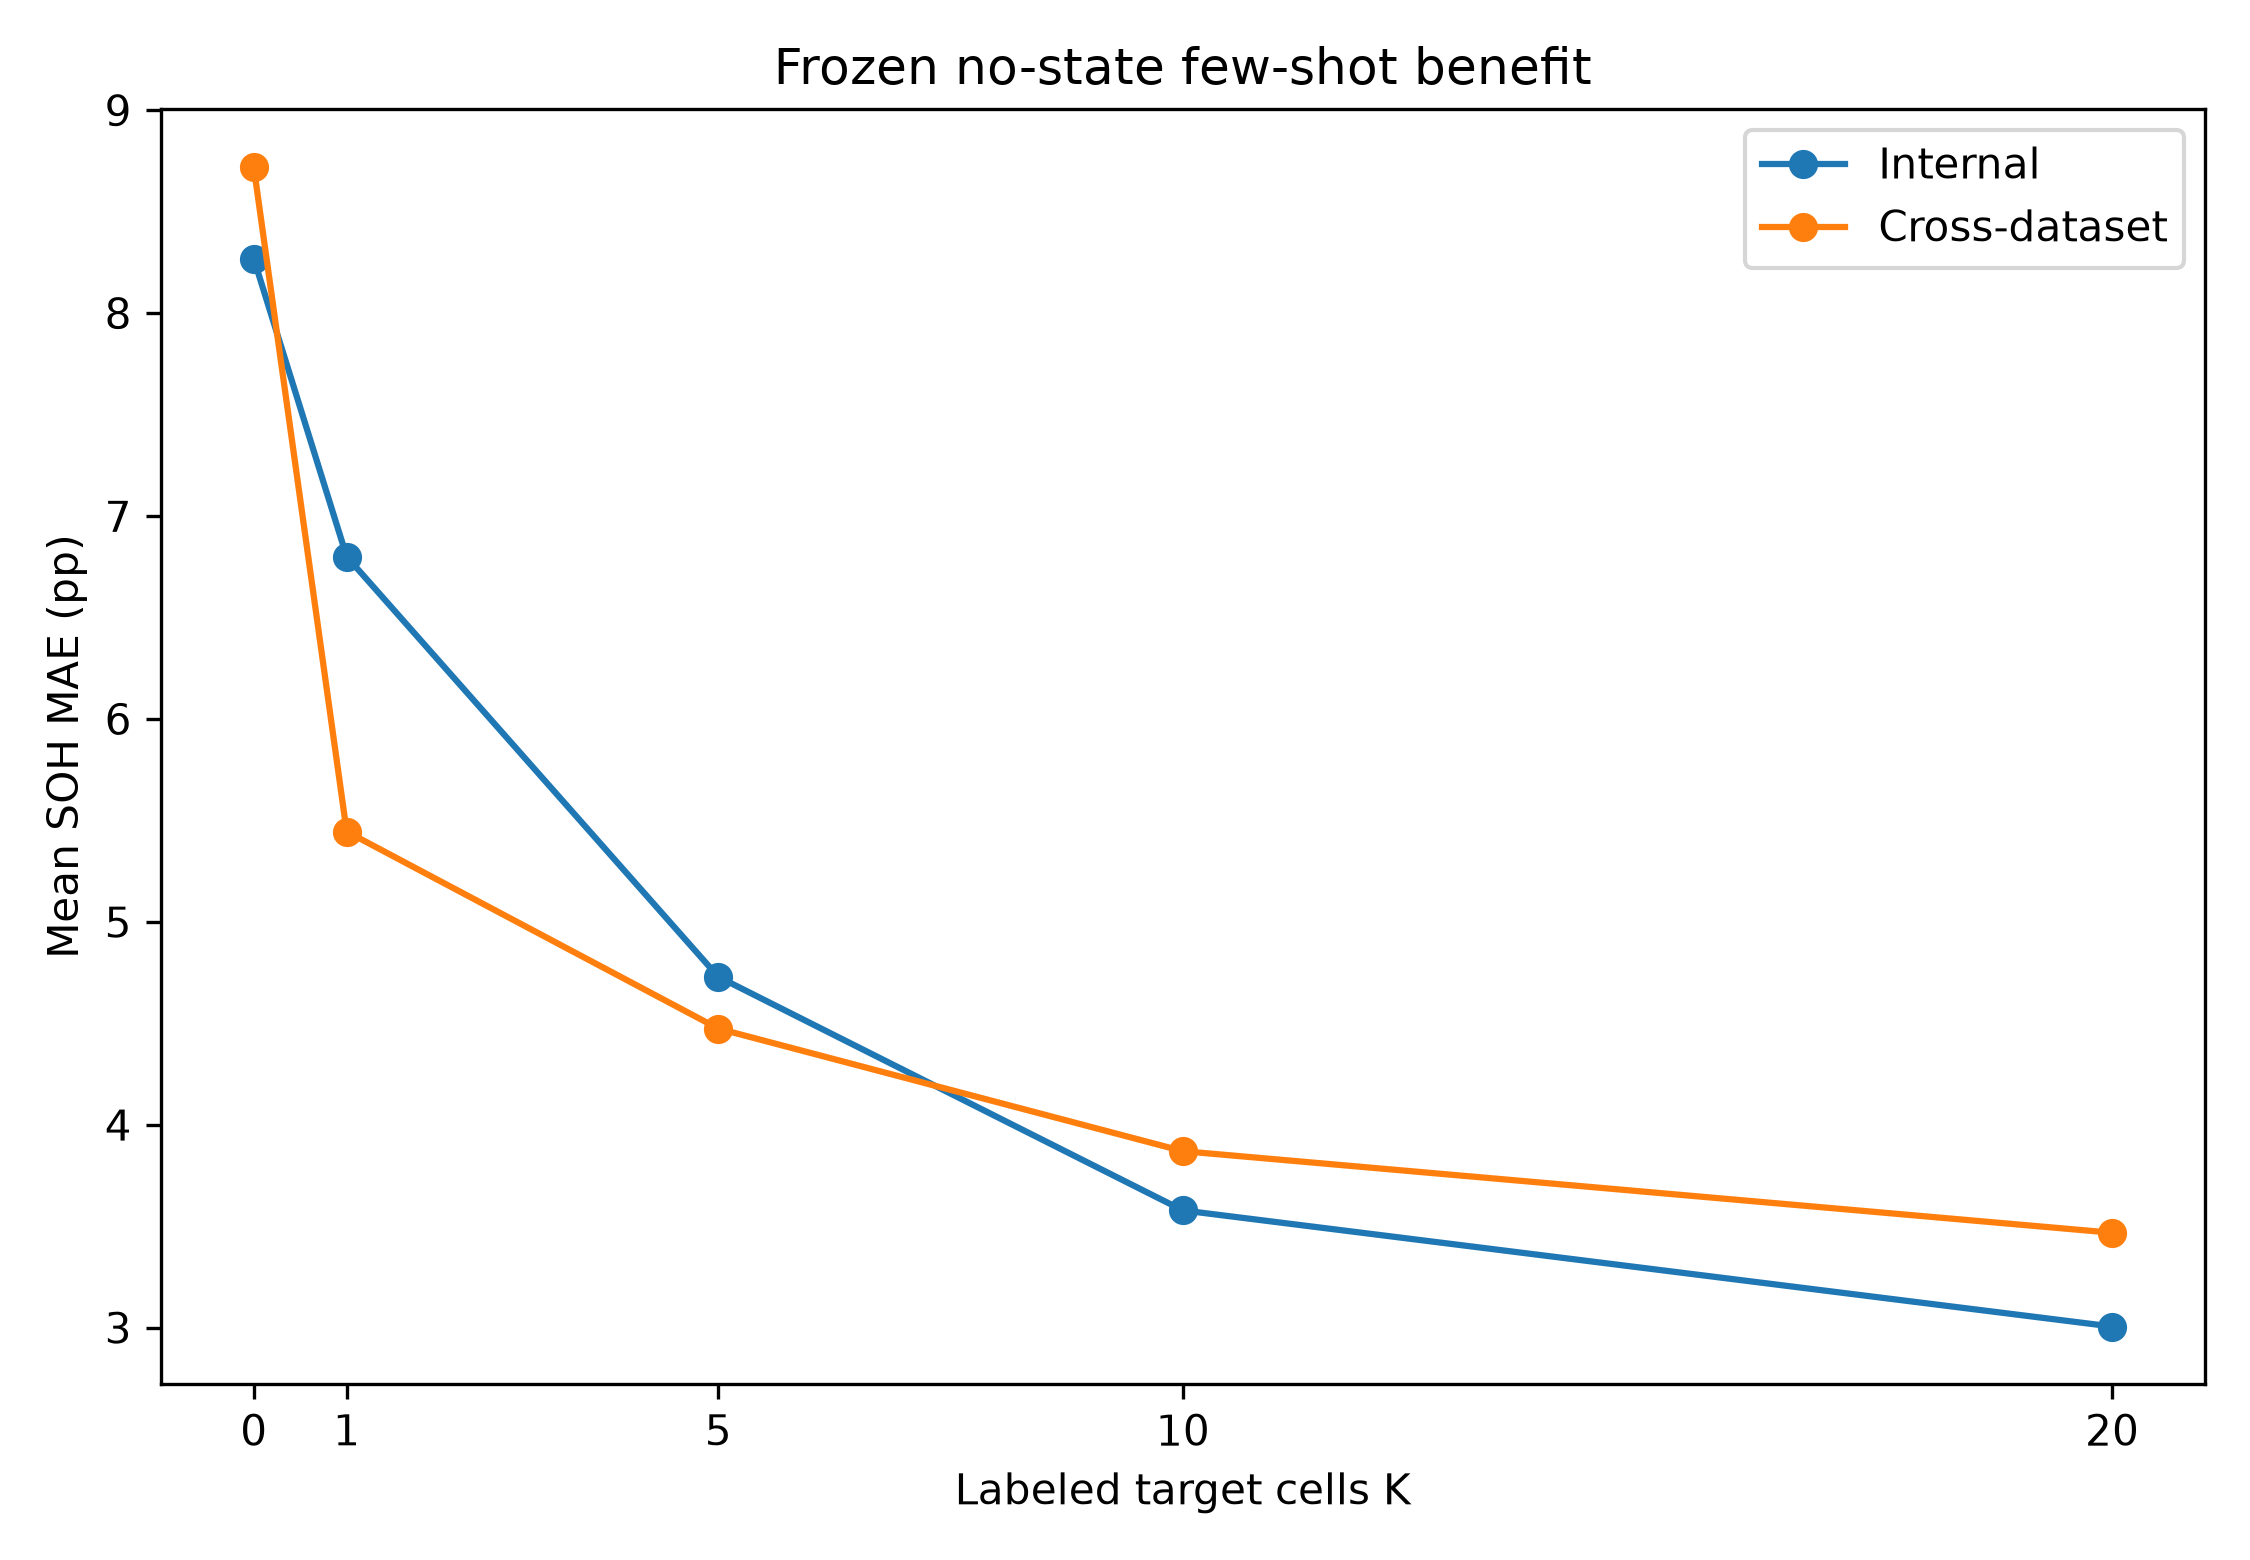 Frozen no-state few-shot benefit
Internal
Cross-dataset
Mean SOH MAE (pp)
9
8
7
6
5
4
3
0 1 5 10 20
Labeled target cells K